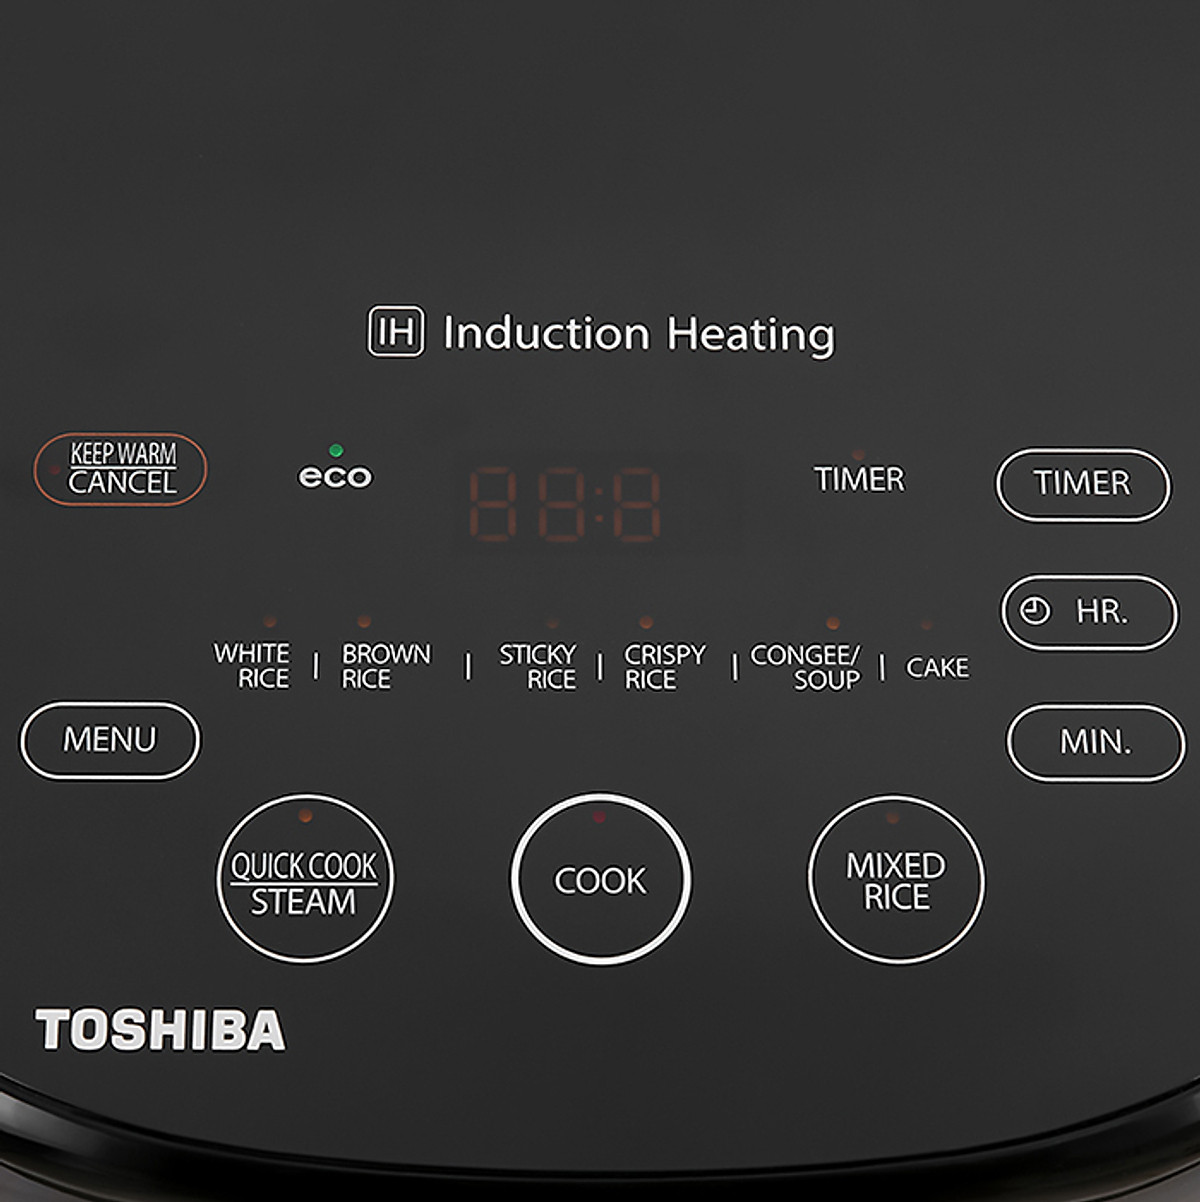 IH Induction Heating
KEEP WARM
CANCEL
eco
88:8
TIMER
TIMER
HR.
WHITE
RICE
BROWN
RICE
STICKY
RICE
CRISPY
RICE
CONGEE/
SOUP
CAKE
MENU
MIN.
QUICK COOK
STEAM
COOK
MIXED
RICE
TOSHIBA